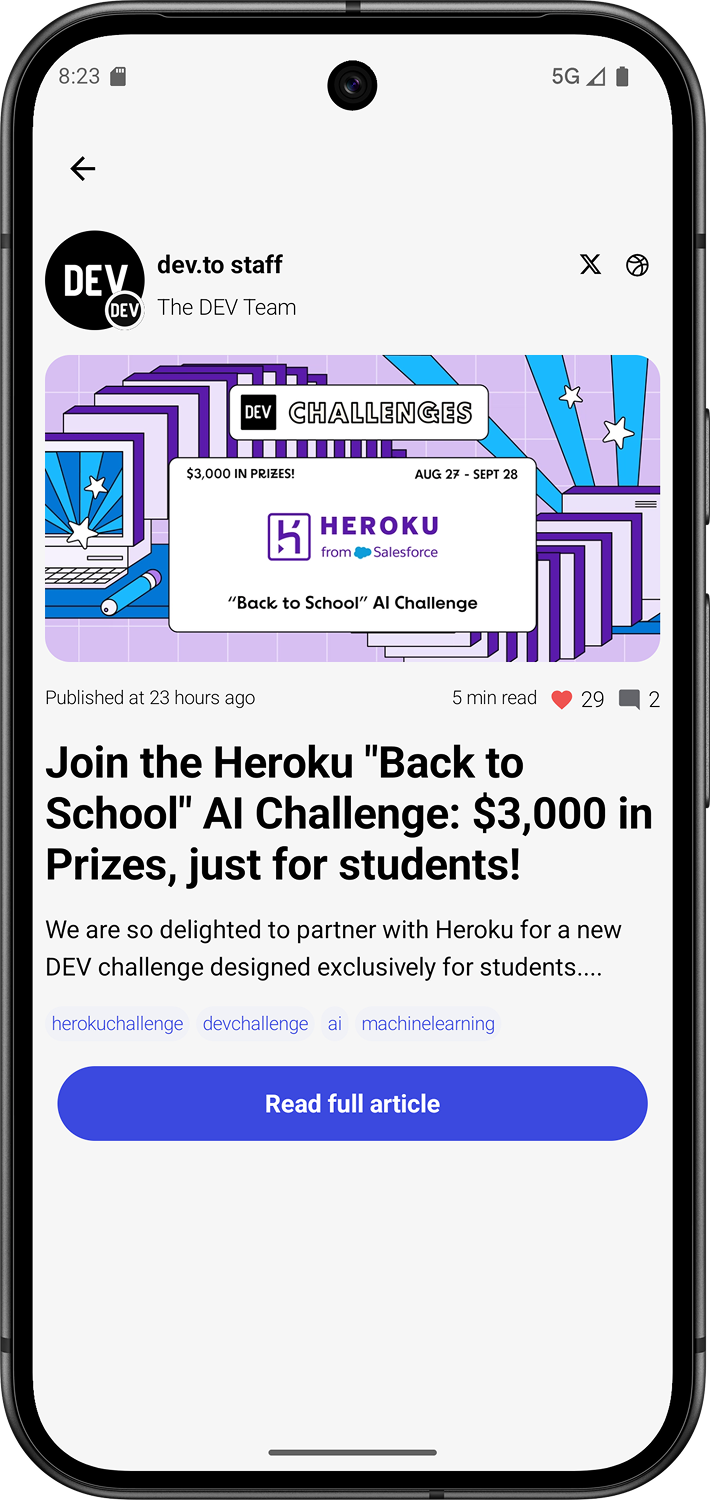 8:23
5G
DEV
DEV
dev.to staff
The DEV Team
DEV CHALLENGES
$3,000 IN PRIZES! AUG 27 - SEPT 28
HEROKU
from Salesforce
“Back to School” AI Challenge
Published at 23 hours ago 5 min read 29 2
Join the Heroku "Back to
School" AI Challenge: $3,000 in
Prizes, just for students!
We are so delighted to partner with Heroku for a new
DEV challenge designed exclusively for students....
herokuchallenge devchallenge ai machinelearning
Read full article